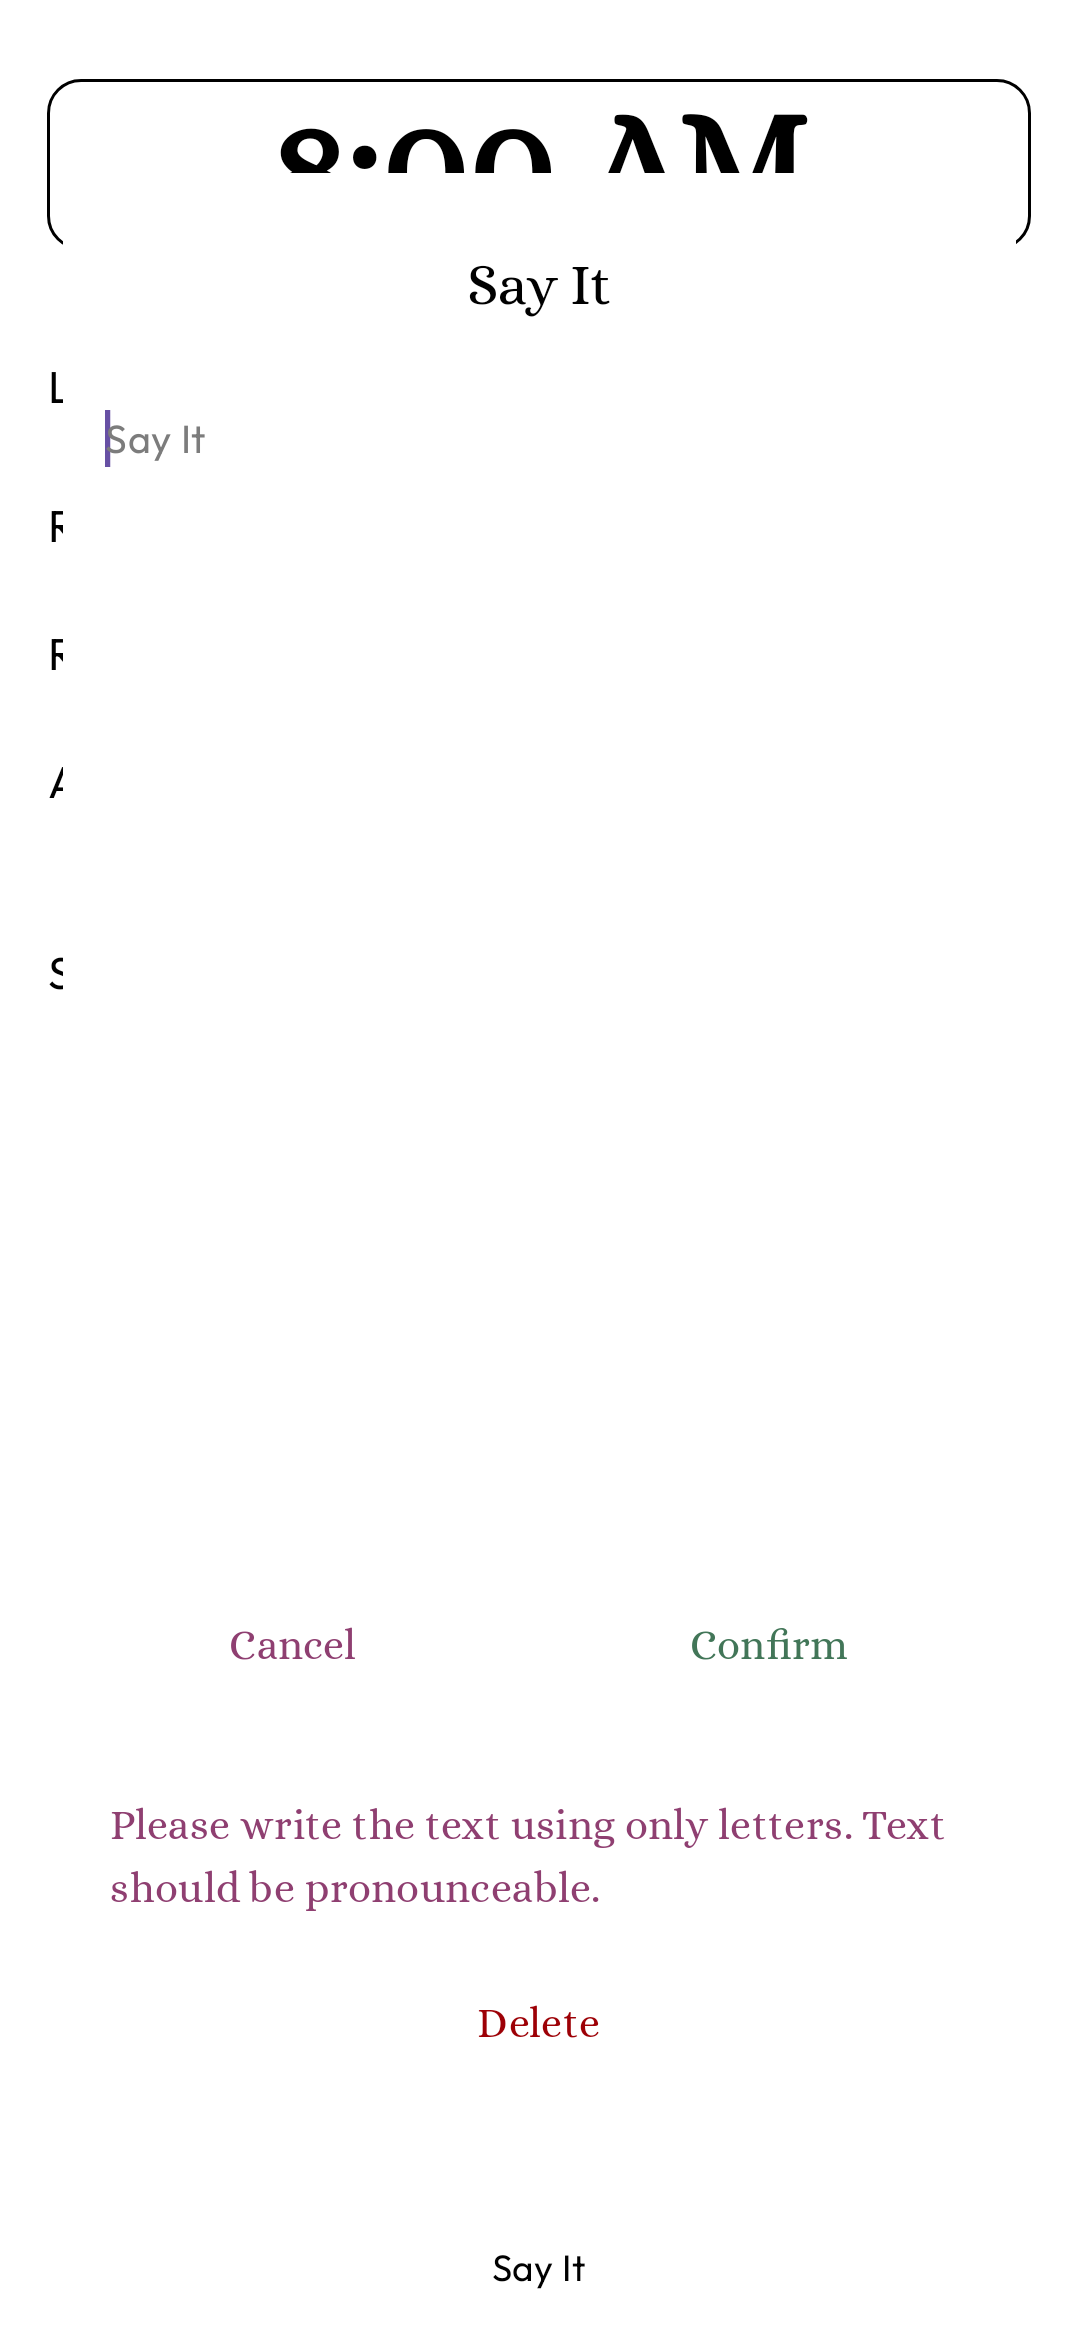 8:00 AM
Say It
L
Say It
R
R
A
S
Cancel
Confirm
Please write the text using only letters. Text
should be pronounceable.
Delete
Say It